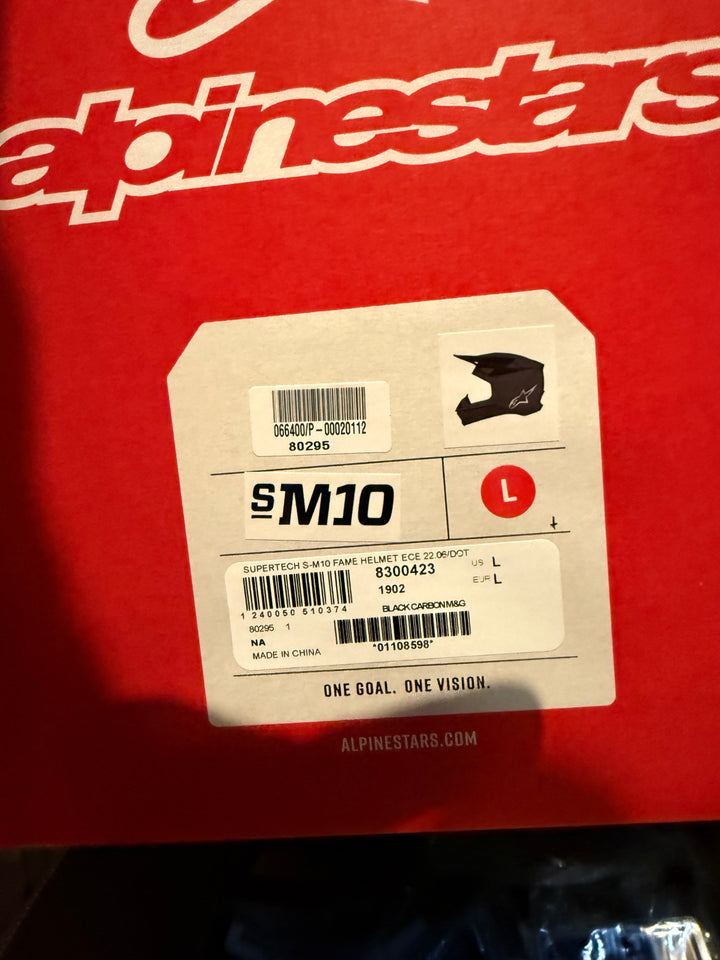 alpinestars
066400/P-00020112
80295
SM10
L
SUPERTECH S-M10 FAME HELMET ECE 22.06/DOT
8300423
US L
1902
EUR L
1 240050 510374
BLACK CARBON M&G
80295 1
NA
*01108598*
MADE IN CHINA
ONE GOAL. ONE VISION.
ALPINESTARS.COM